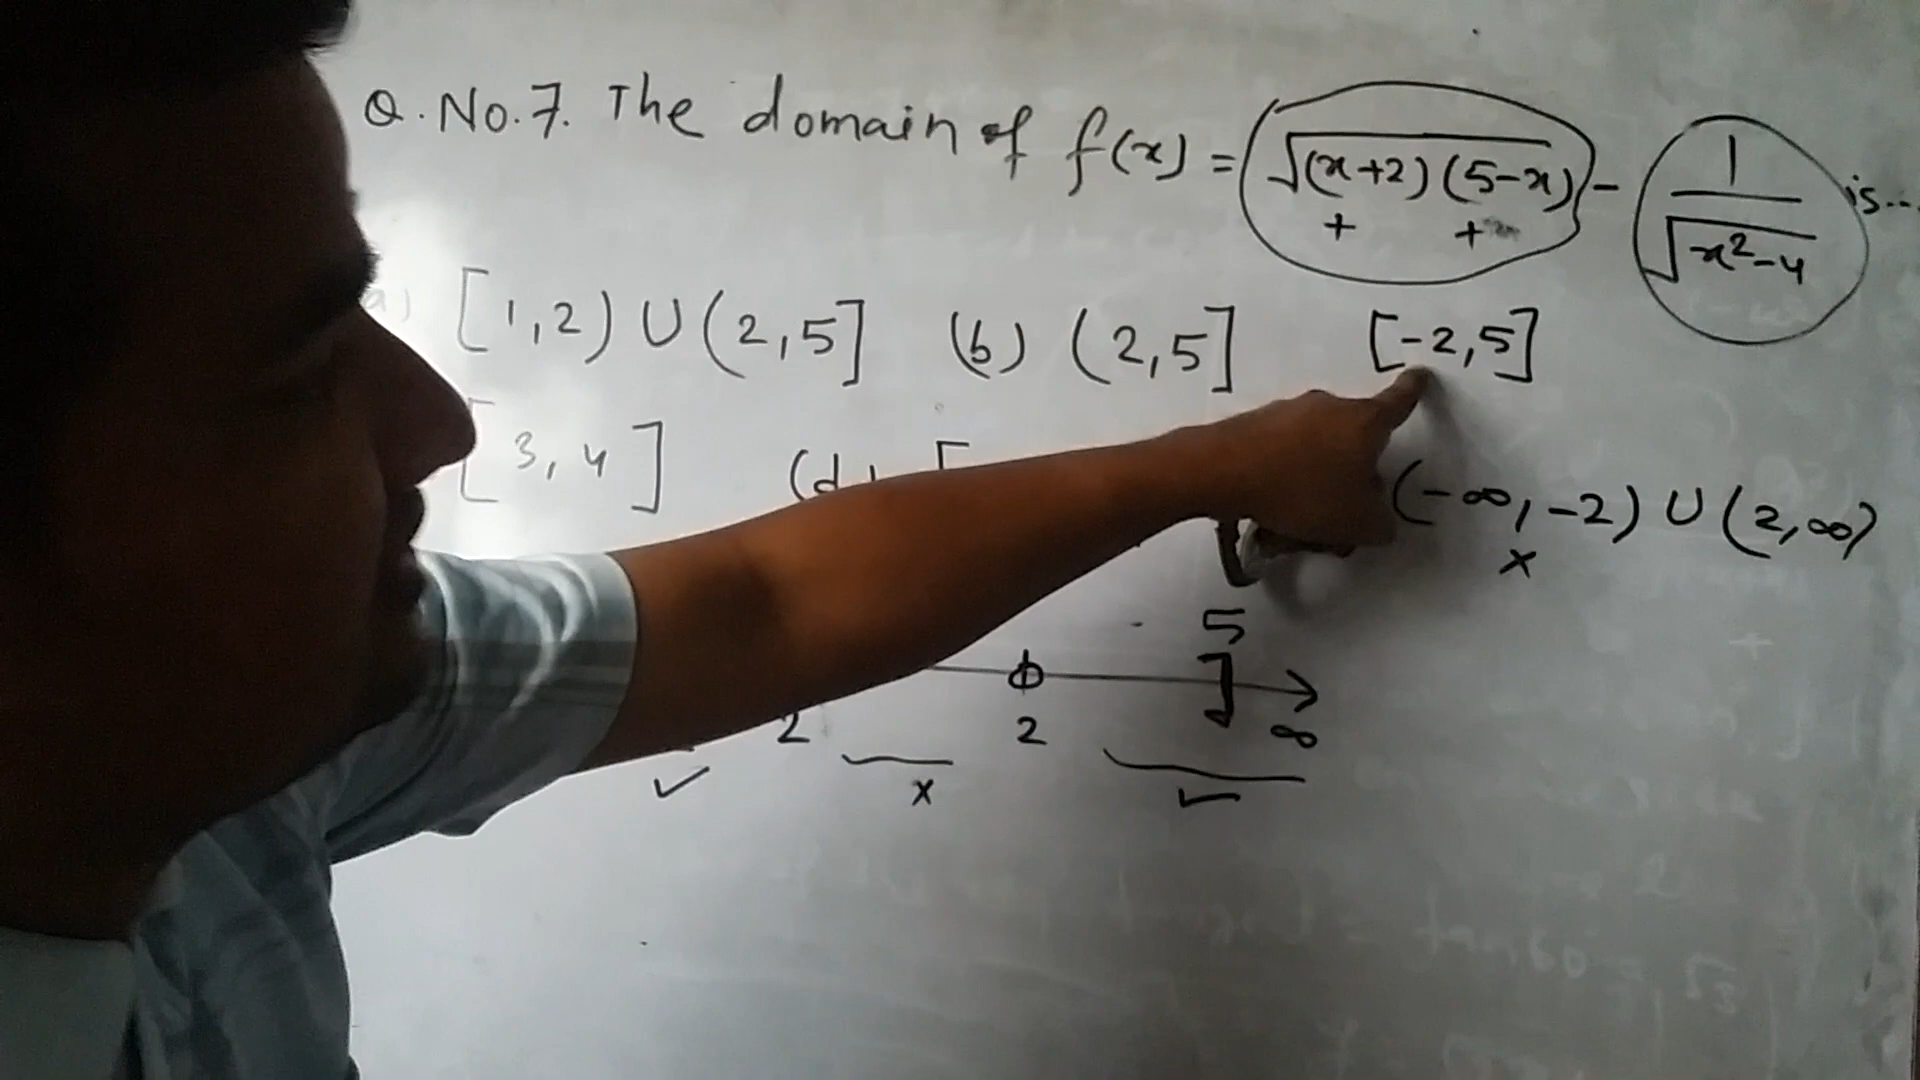 Q.No.7. The domain of f(x) = √(x+2)(5-x) - 1/√x²-4 is...
+ +
a) [1,2) ∪ (2,5] (b) (2,5] [-2,5]
[3,4] (d) [
(-∞,-2) ∪ (2,∞)
x
5
]
2 2 ∞
✓ x ✓